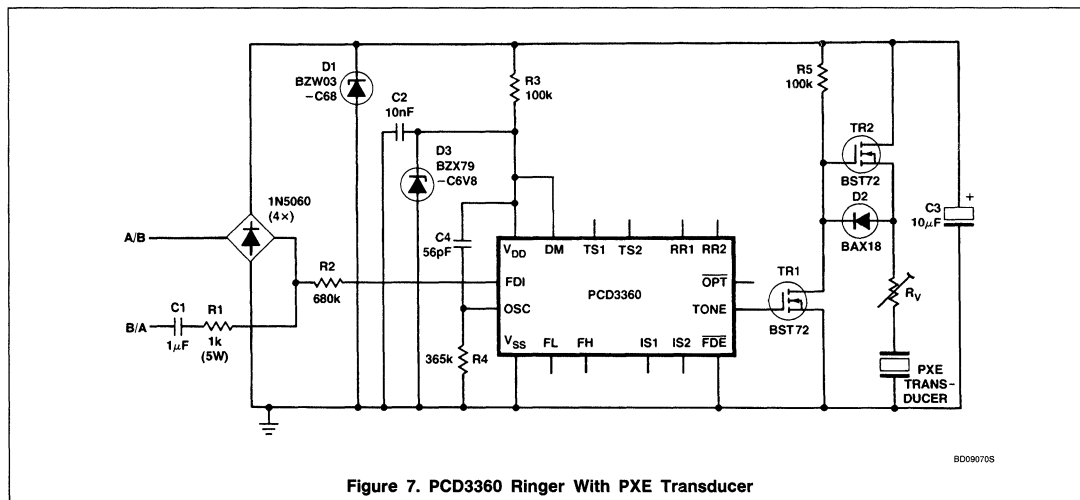 D1
BZW03
–C68
C2
10nF
R3
100k
R5
100k
TR2
BST72
D3
BZX79
–C6V8
D2
BAX18
C3
10μF
+
1N5060
(4×)
A/B
C4
56pF
VDD
DM
TS1
TS2
RR1
RR2
R2
680k
FDI
OPT
PCD3360
OSC
TONE
TR1
BST72
RV
B/A
C1
1μF
R1
1k
(5W)
365k
R4
VSS
FL
FH
IS1
IS2
FDE
PXE
TRANS–
DUCER
BD09070S
Figure 7. PCD3360 Ringer With PXE Transducer